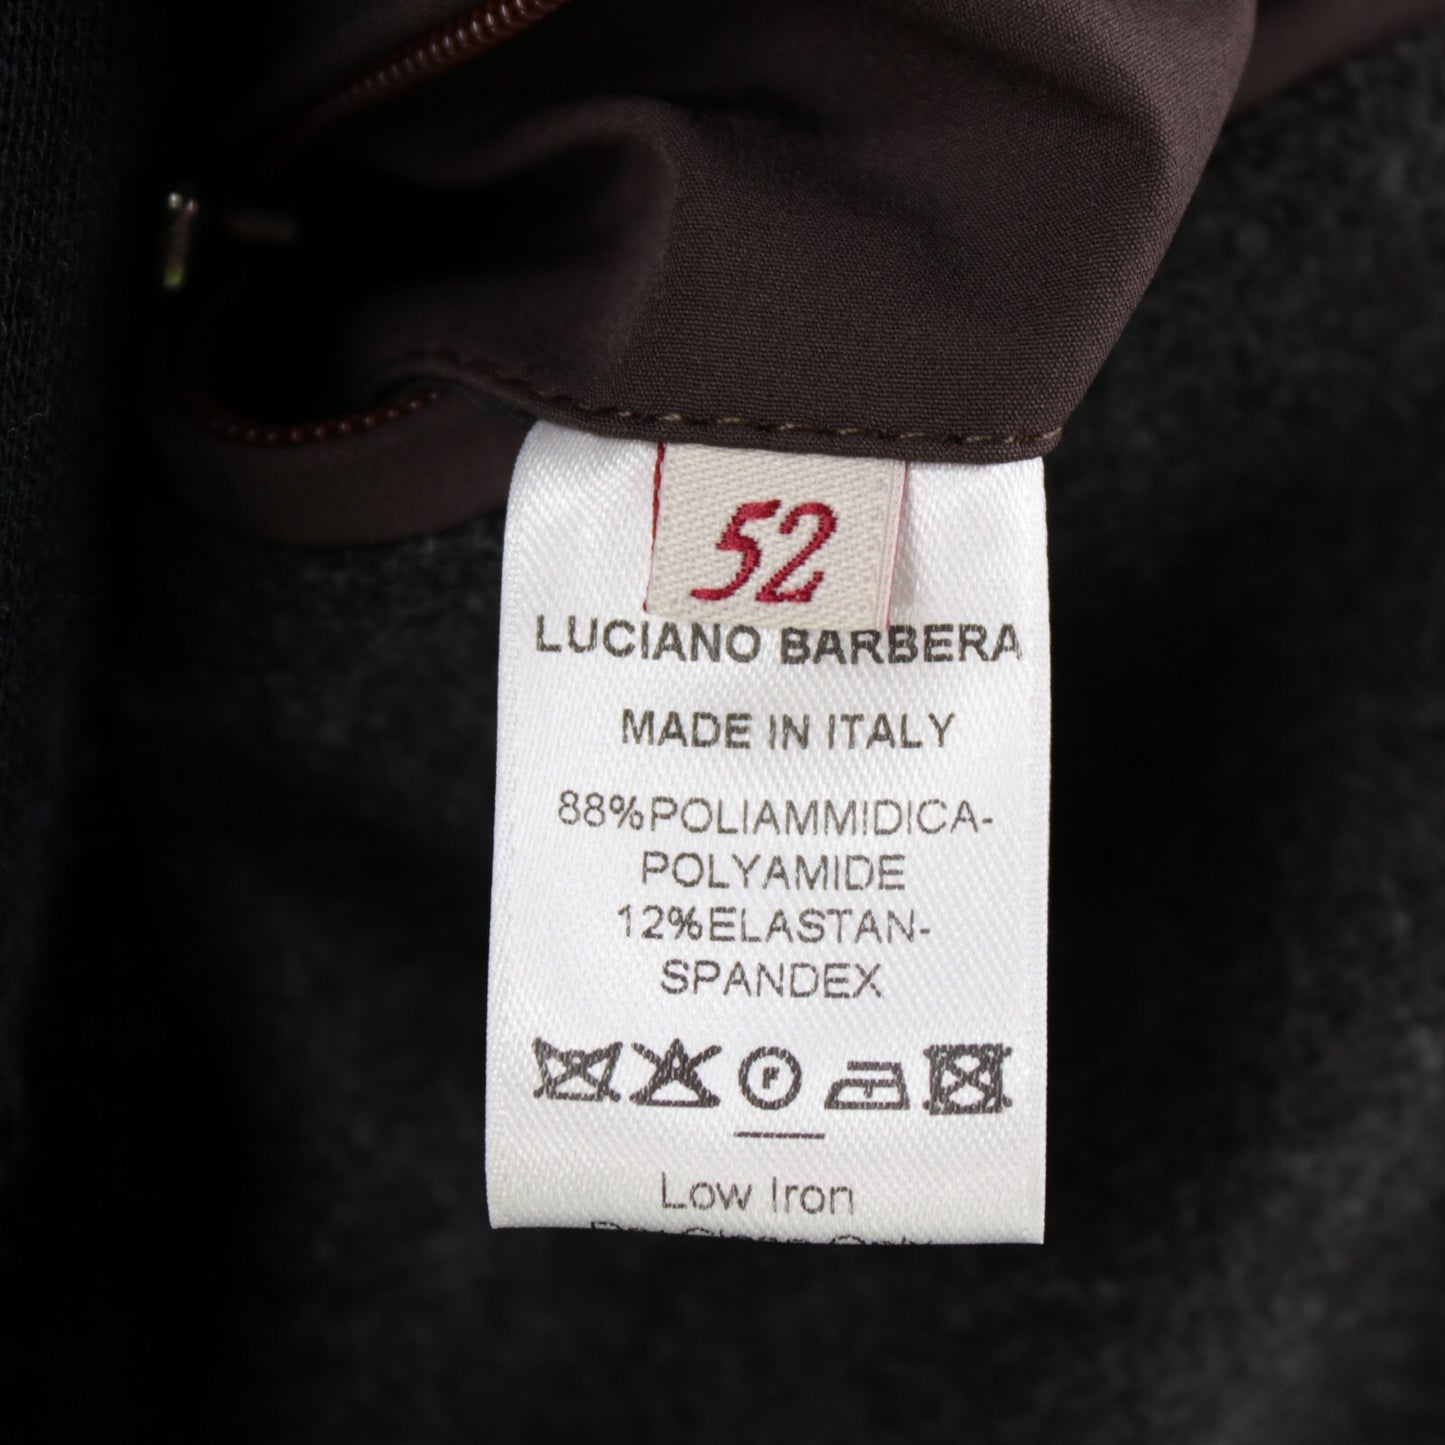 52
LUCIANO BARBERA
MADE IN ITALY
88%POLIAMMIDICA-
POLYAMIDE
12%ELASTAN-
SPANDEX
Low Iron